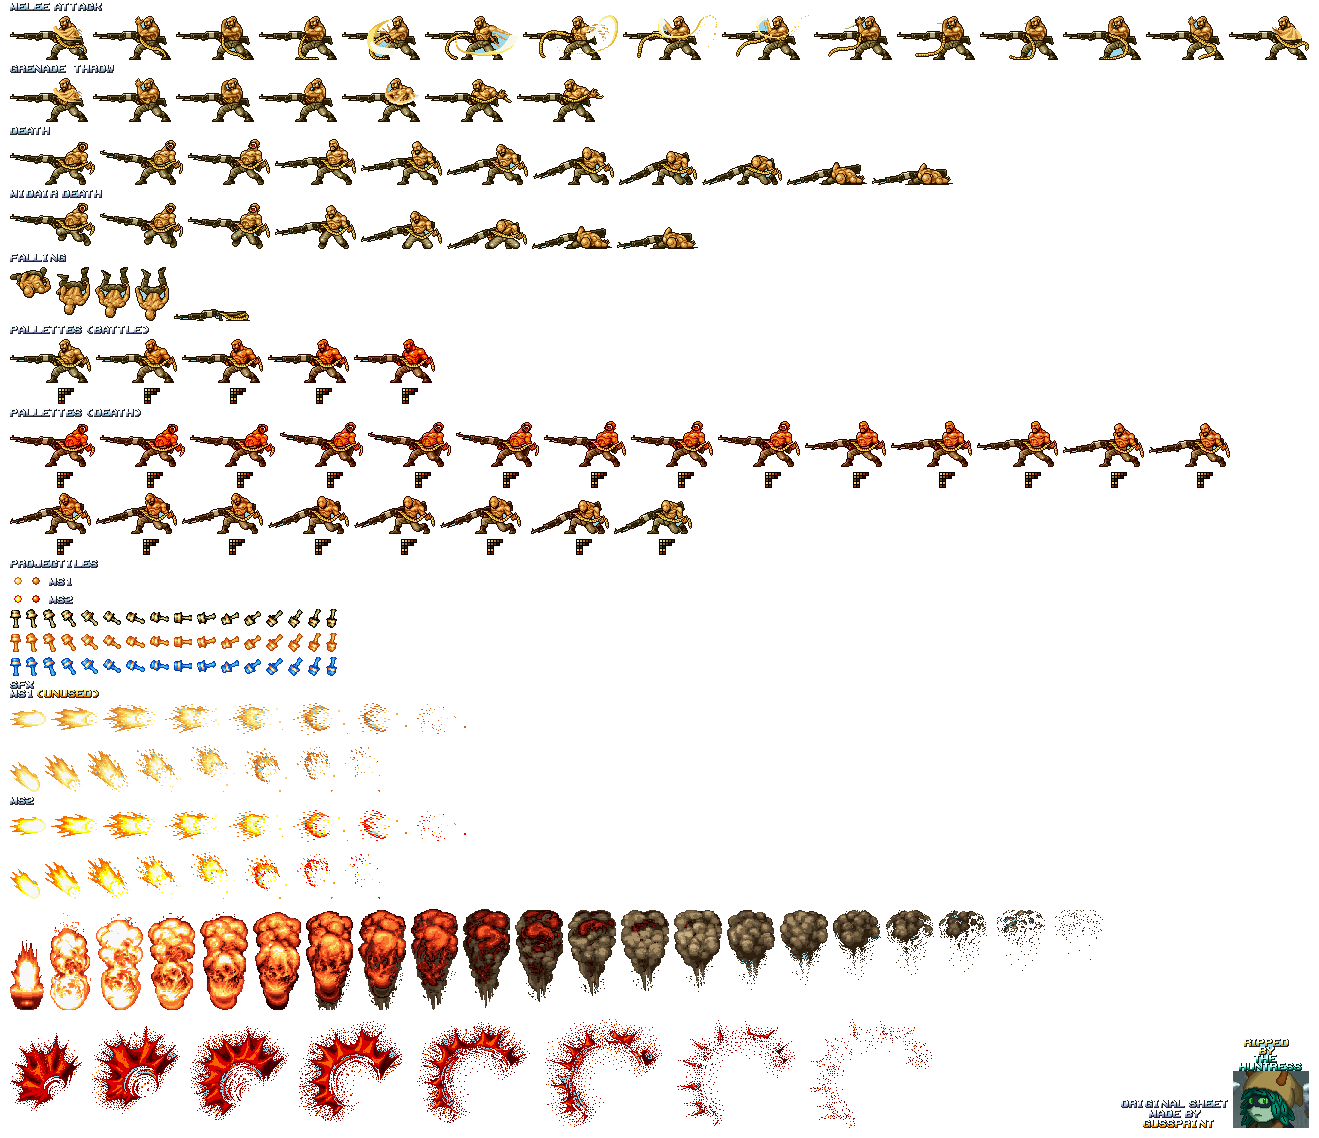 MELEE ATTACK
GRENADE THROW
DEATH
MIDAIR DEATH
FALLING
PALLETTES (BATTLE)
PALLETTES (DEATH)
PROJECTILES
MS1
MS2
SFX
MS1 (UNUSED)
MS2
RIPPED
BY
THE
HUNTRESS
ORIGINAL SHEET
MADE BY
GUSSPRINT